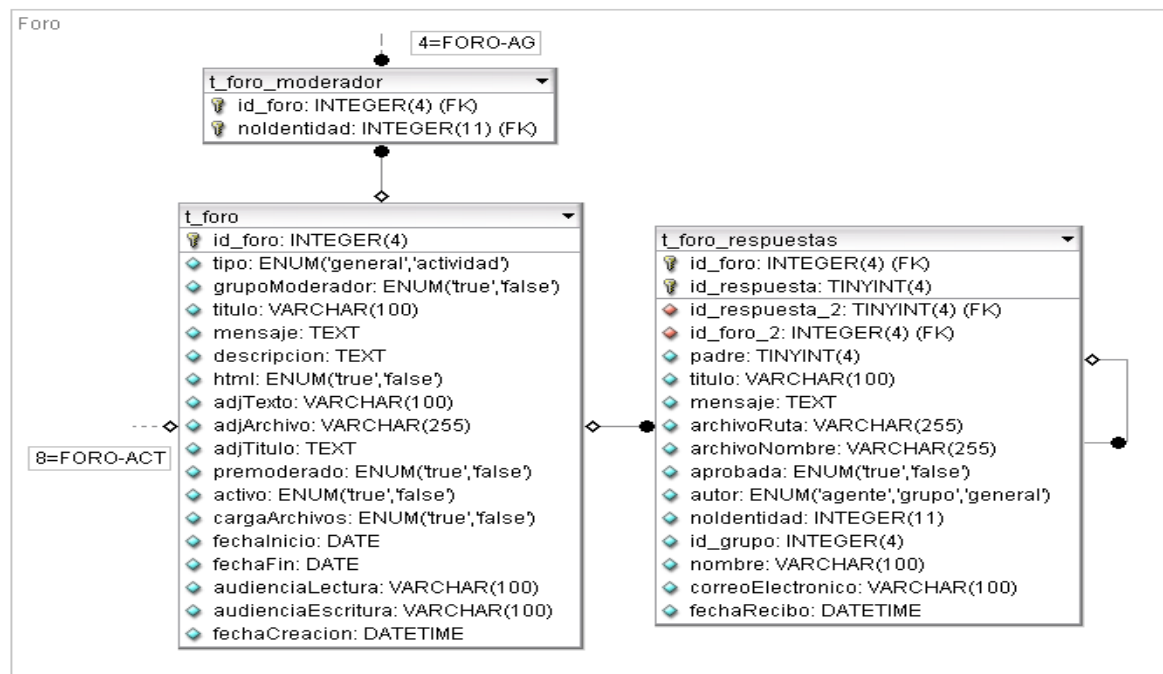 Foro
4=FORO-AG
t_foro_moderador
id_foro: INTEGER(4) (FK)
noIdentidad: INTEGER(11) (FK)
t_foro
id_foro: INTEGER(4)
tipo: ENUM('general','actividad')
grupoModerador: ENUM('true','false')
titulo: VARCHAR(100)
mensaje: TEXT
descripcion: TEXT
html: ENUM('true','false')
adjTexto: VARCHAR(100)
adjArchivo: VARCHAR(255)
adjTitulo: TEXT
premoderado: ENUM('true','false')
activo: ENUM('true','false')
cargaArchivos: ENUM('true','false')
fechaInicio: DATE
fechaFin: DATE
audienciaLectura: VARCHAR(100)
audienciaEscritura: VARCHAR(100)
fechaCreacion: DATETIME
8=FORO-ACT
t_foro_respuestas
id_foro: INTEGER(4) (FK)
id_respuesta: TINYINT(4)
id_respuesta_2: TINYINT(4) (FK)
id_foro_2: INTEGER(4) (FK)
padre: TINYINT(4)
titulo: VARCHAR(100)
mensaje: TEXT
archivoRuta: VARCHAR(255)
archivoNombre: VARCHAR(255)
aprobada: ENUM('true','false')
autor: ENUM('agente','grupo','general')
noIdentidad: INTEGER(11)
id_grupo: INTEGER(4)
nombre: VARCHAR(100)
correoElectronico: VARCHAR(100)
fechaRecibo: DATETIME